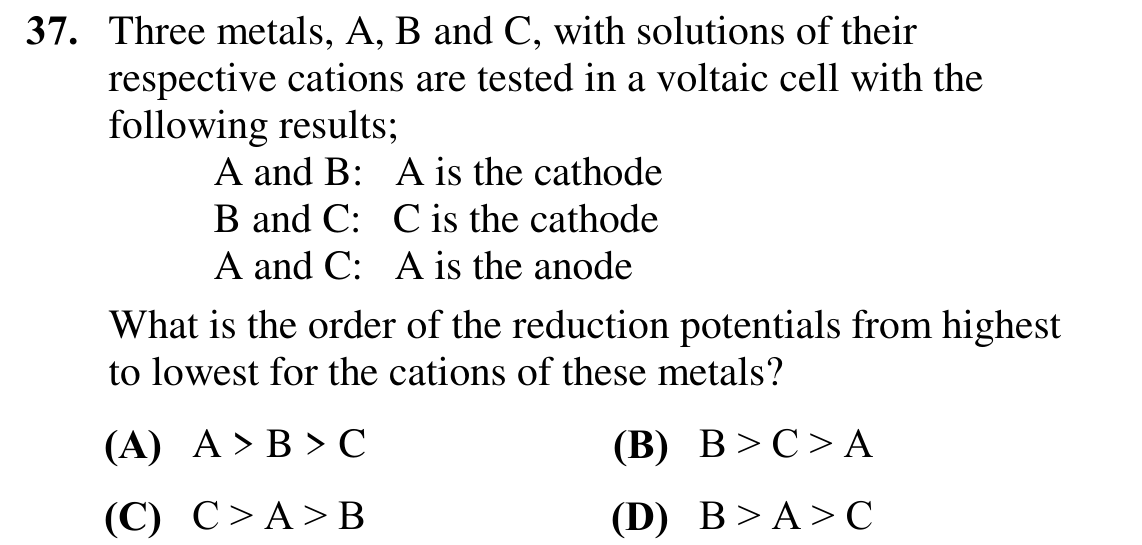 37. Three metals, A, B and C, with solutions of their
respective cations are tested in a voltaic cell with the
following results;
A and B: A is the cathode
B and C: C is the cathode
A and C: A is the anode
What is the order of the reduction potentials from highest
to lowest for the cations of these metals?
(A) A > B > C (B) B > C > A
(C) C > A > B (D) B > A > C